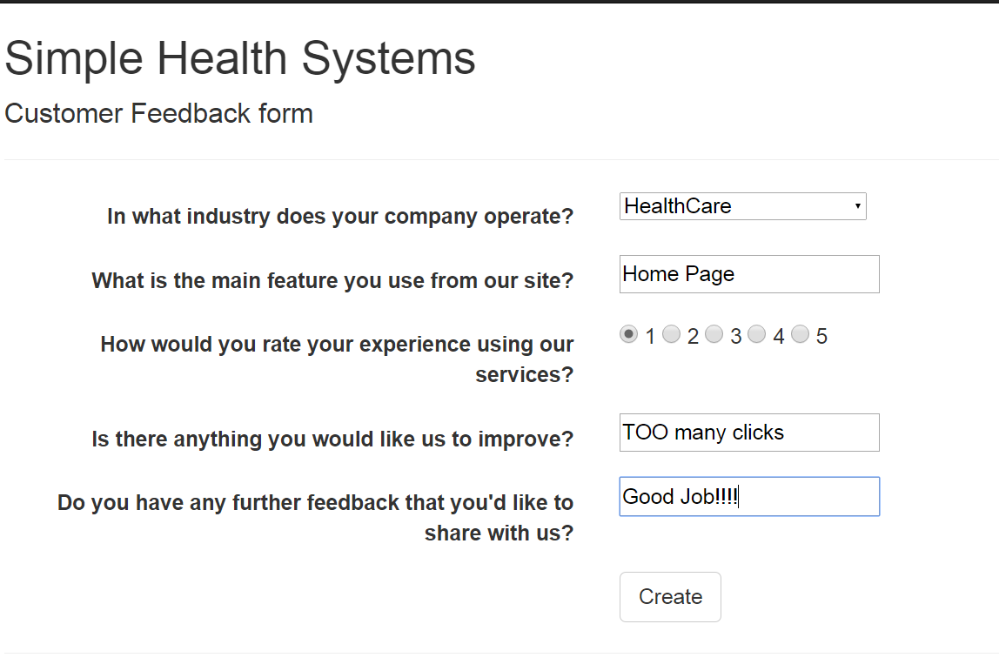 Simple Health Systems
Customer Feedback form
In what industry does your company operate? HealthCare
What is the main feature you use from our site? Home Page
How would you rate your experience using our
services?
1 2 3 4 5
Is there anything you would like us to improve? TOO many clicks
Do you have any further feedback that you'd like to
share with us?
Good Job!!!!
Create